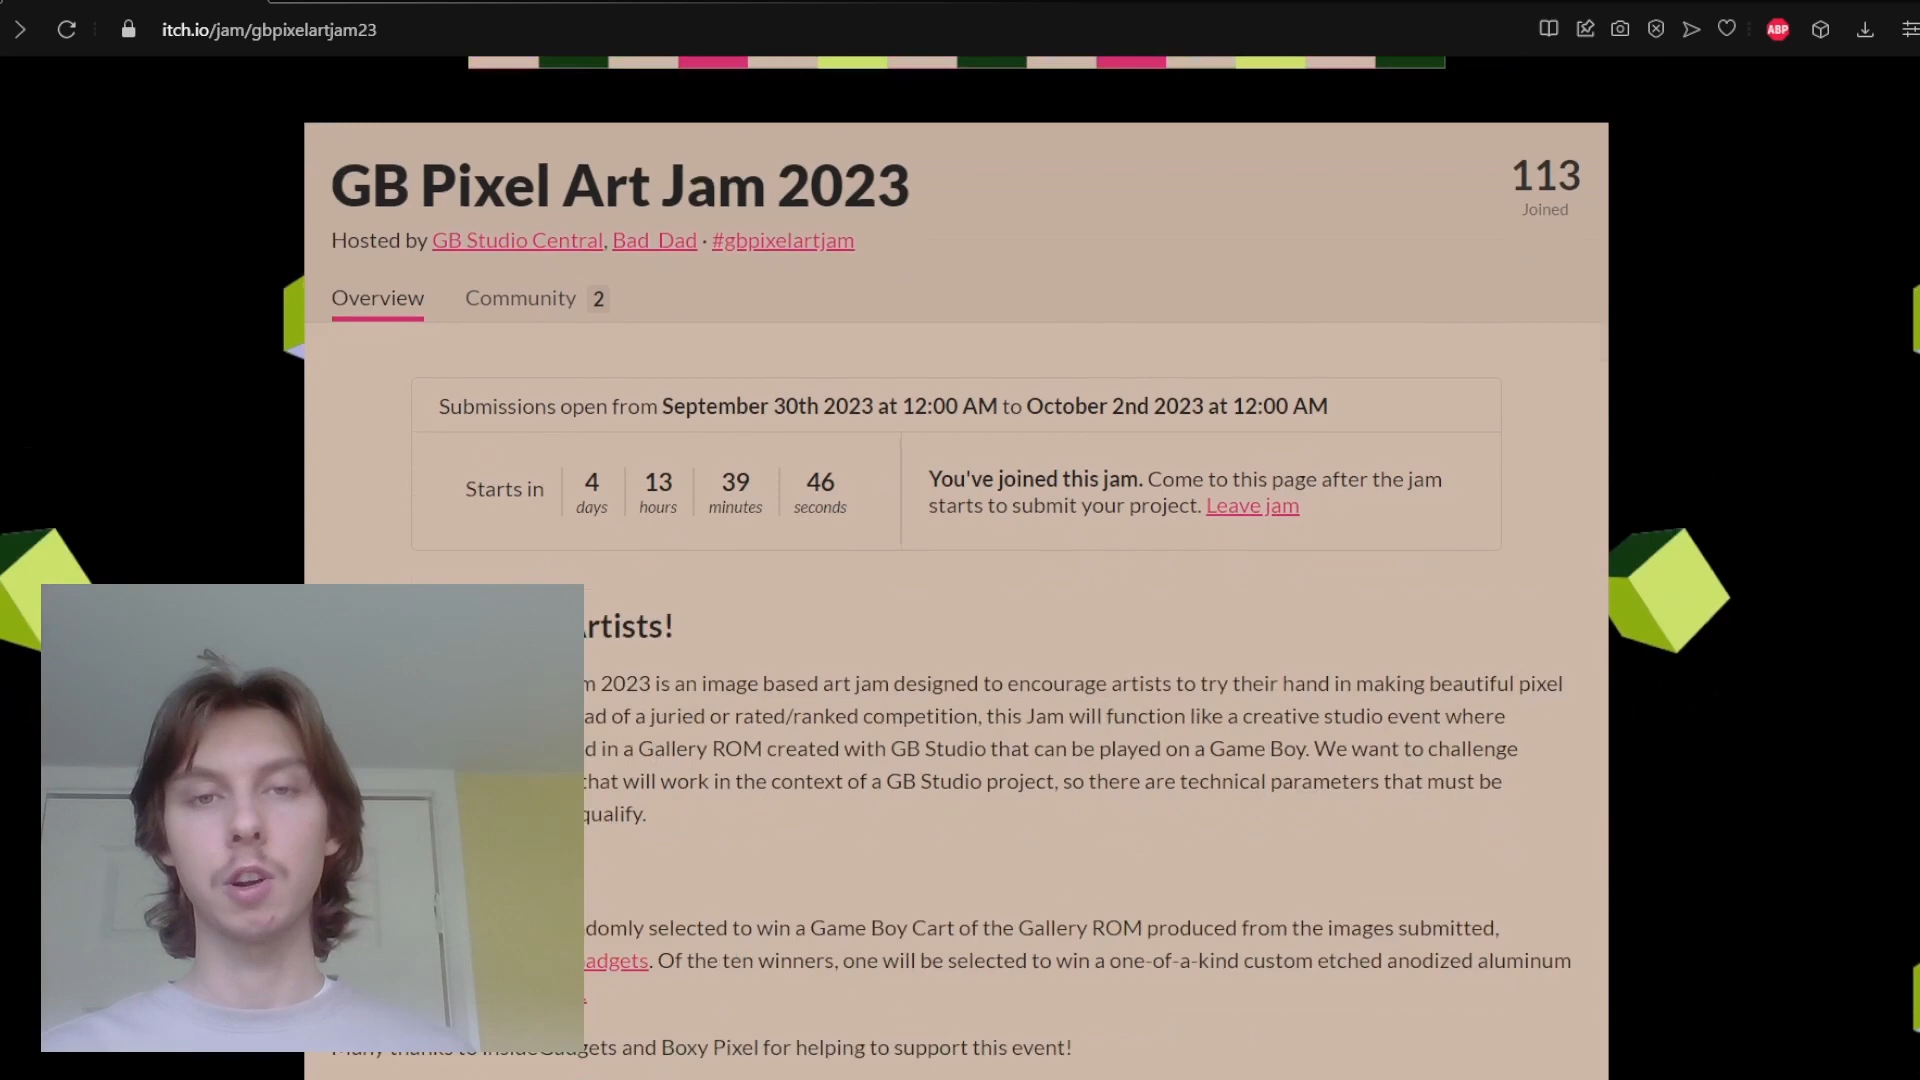 itch.io/jam/gbpixelartjam23
ABP
GB Pixel Art Jam 2023
113
Joined
Hosted by GB Studio Central, Bad_Dad · #gbpixelartjam
Overview Community 2
Submissions open from September 30th 2023 at 12:00 AM to October 2nd 2023 at 12:00 AM
Starts in 4 days 13 hours 39 minutes 46 seconds
You've joined this jam. Come to this page after the jam
starts to submit your project. Leave jam
rtists!
m 2023 is an image based art jam designed to encourage artists to try their hand in making beautiful pixel
ad of a juried or rated/ranked competition, this Jam will function like a creative studio event where
d in a Gallery ROM created with GB Studio that can be played on a Game Boy. We want to challenge
that will work in the context of a GB Studio project, so there are technical parameters that must be
qualify.
domly selected to win a Game Boy Cart of the Gallery ROM produced from the images submitted,
adgets. Of the ten winners, one will be selected to win a one-of-a-kind custom etched anodized aluminum
Many thanks to insideGadgets and Boxy Pixel for helping to support this event!